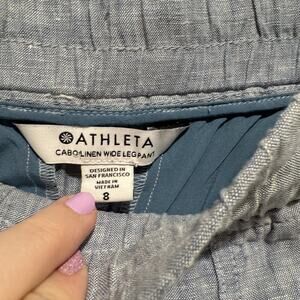 ATHLETA
CABO LINEN WIDE LEG PANT
DESIGNED IN
SAN FRANCISCO
MADE IN
VIETNAM
8